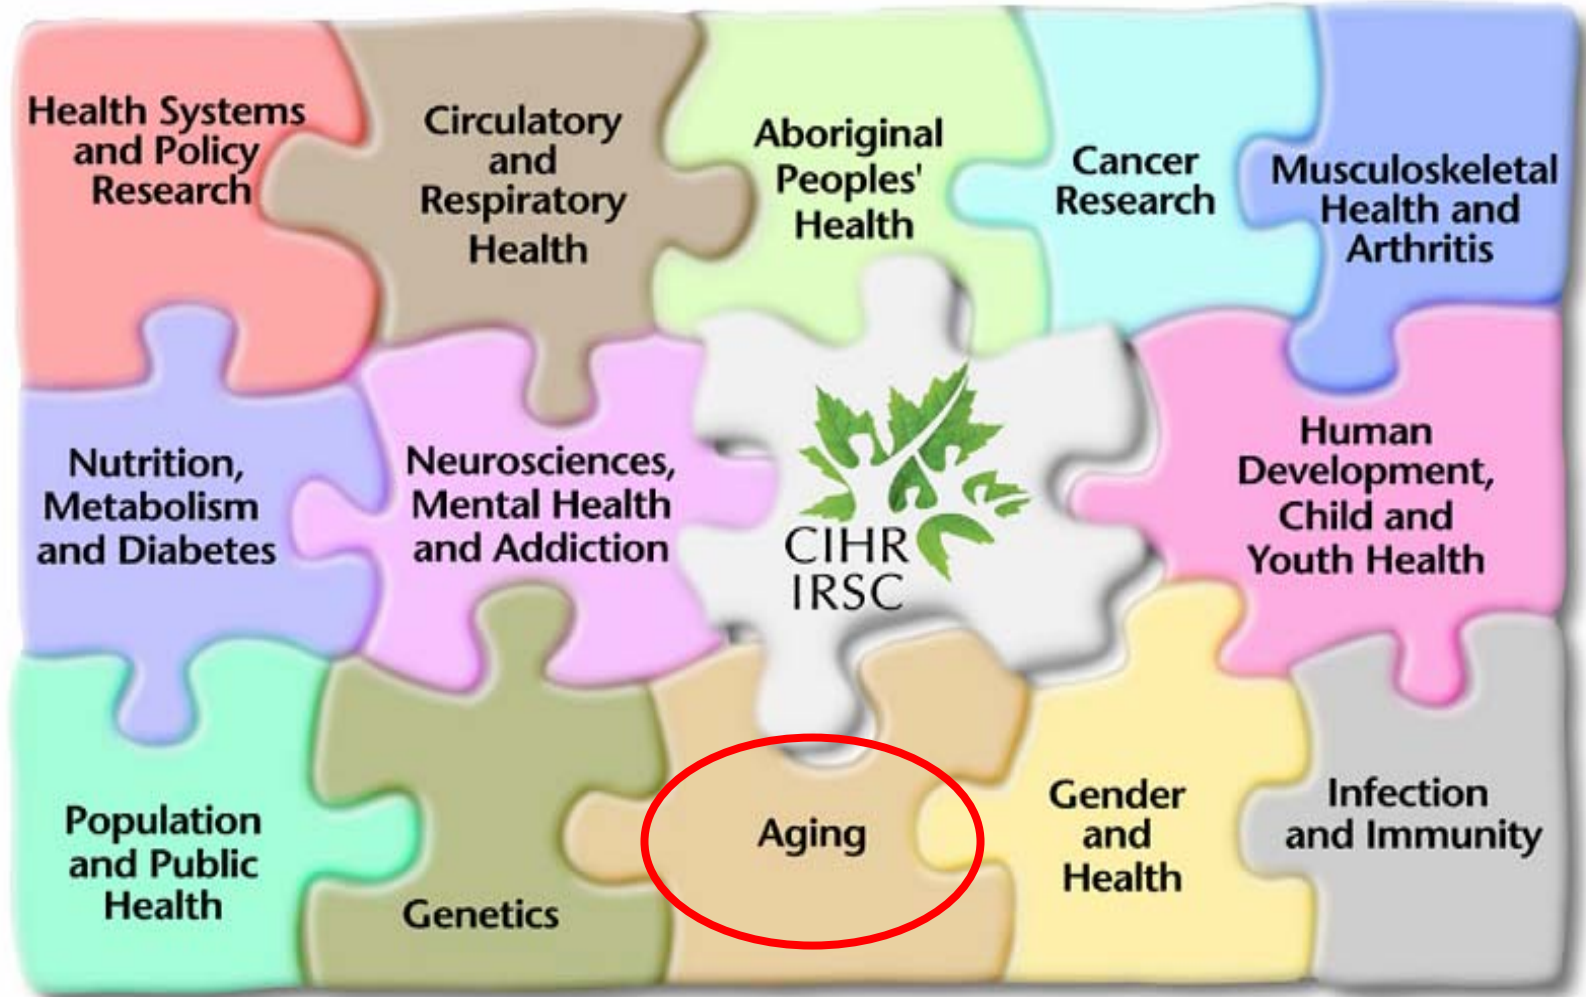 Health Systems
and Policy
Research
Circulatory
and
Respiratory
Health
Aboriginal
Peoples'
Health
Cancer
Research
Musculoskeletal
Health and
Arthritis
Nutrition,
Metabolism
and Diabetes
Neurosciences,
Mental Health
and Addiction
CIHR
IRSC
Human
Development,
Child and
Youth Health
Population
and Public
Health
Genetics
Aging
Gender
and
Health
Infection
and Immunity